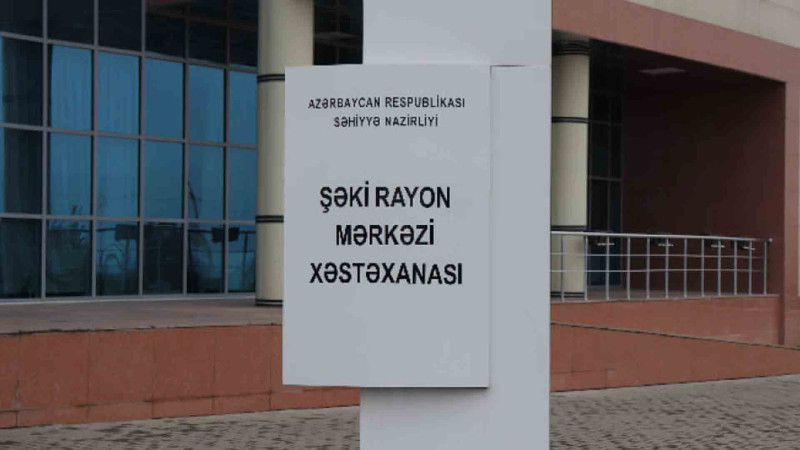 AZƏRBAYCAN RESPUBLİKASI
SƏHİYYƏ NAZİRLİYİ
ŞƏKİ RAYON
MƏRKƏZİ
XƏSTƏXANASI